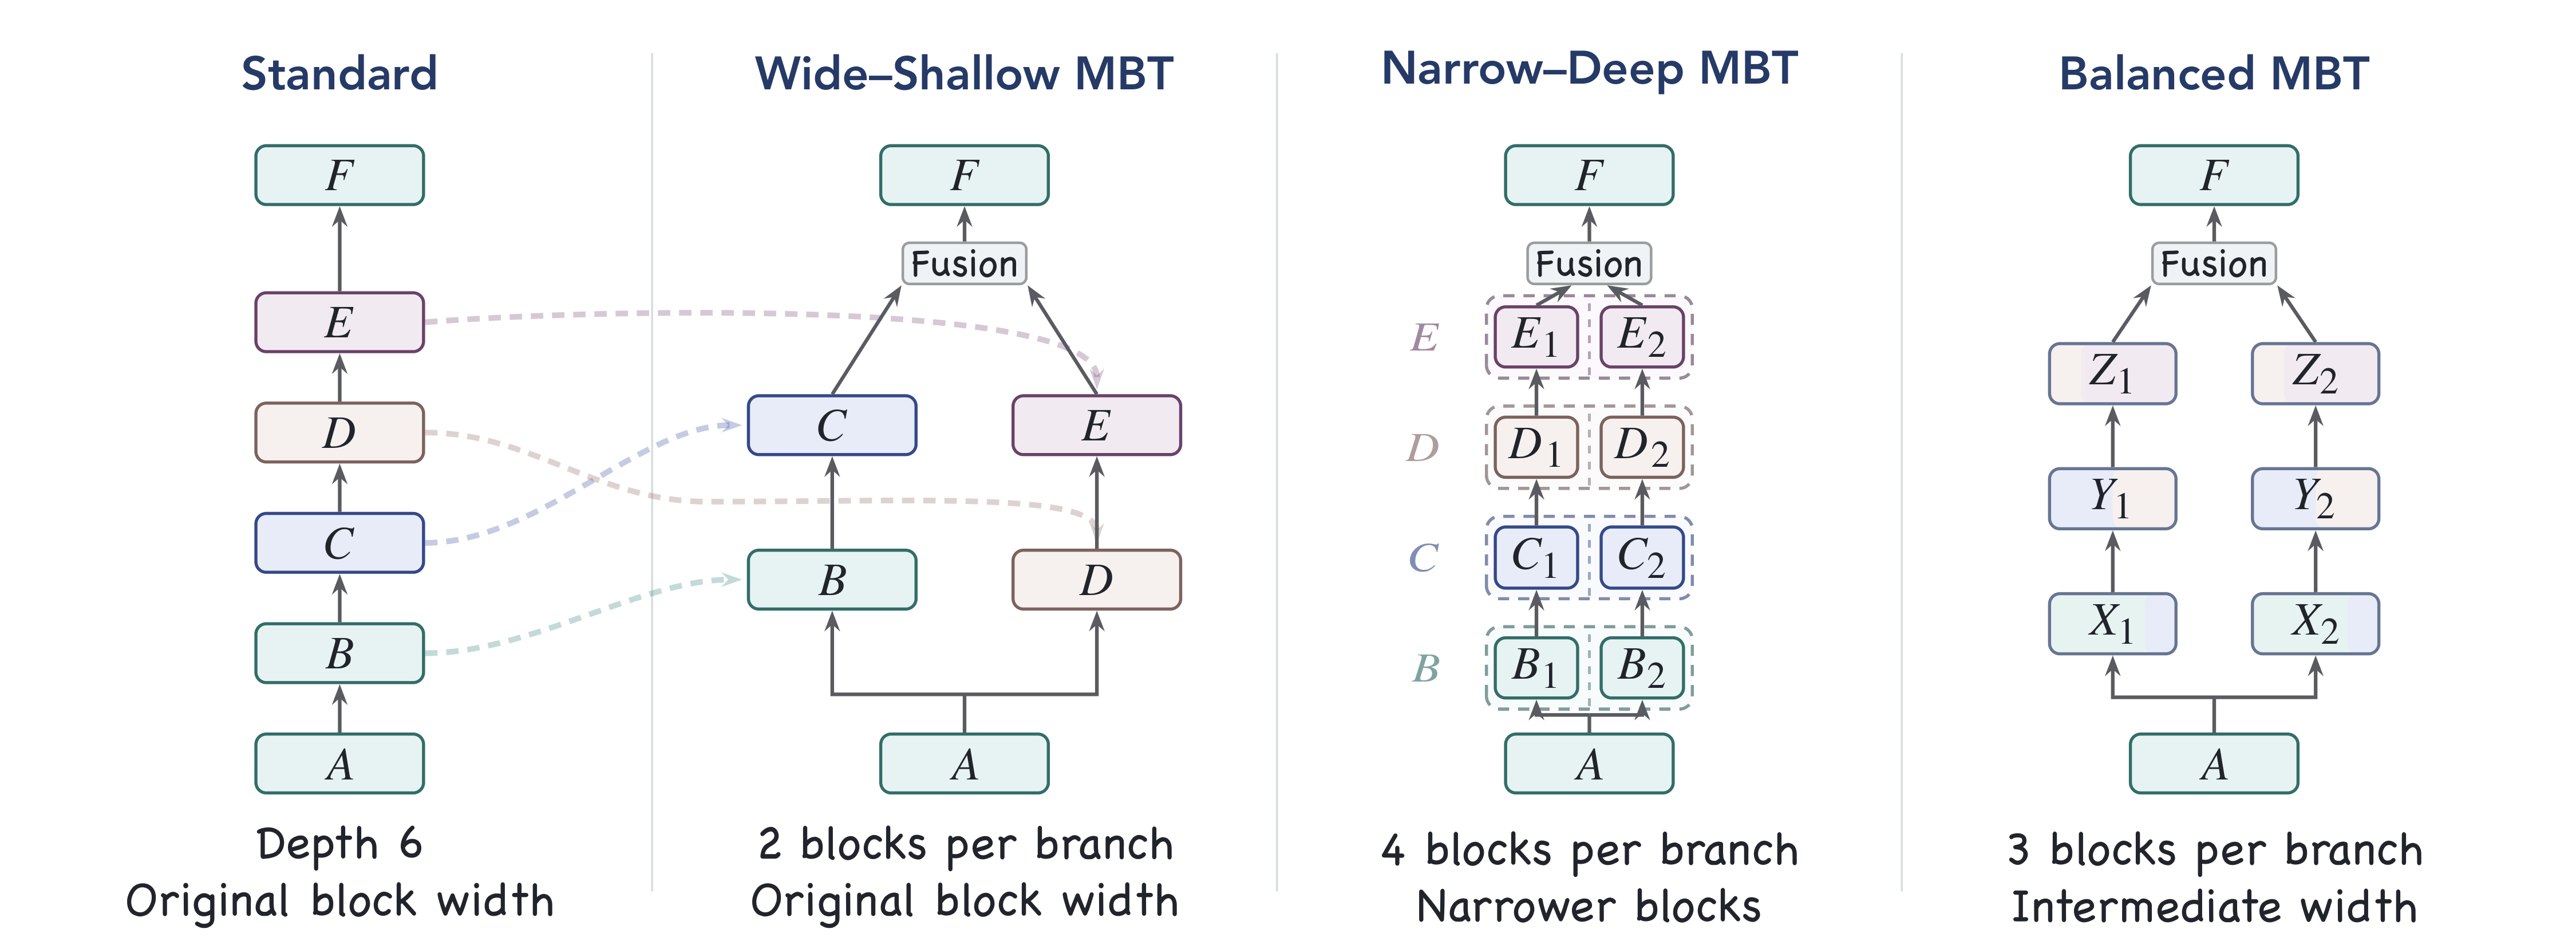 Standard
F
E
D
C
B
A
Depth 6
Original block width
Wide–Shallow MBT
F
Fusion
C E
B D
A
2 blocks per branch
Original block width
Narrow–Deep MBT
F
Fusion
E E1 E2
D D1 D2
C C1 C2
B B1 B2
A
4 blocks per branch
Narrower blocks
Balanced MBT
F
Fusion
Z1 Z2
Y1 Y2
X1 X2
A
3 blocks per branch
Intermediate width